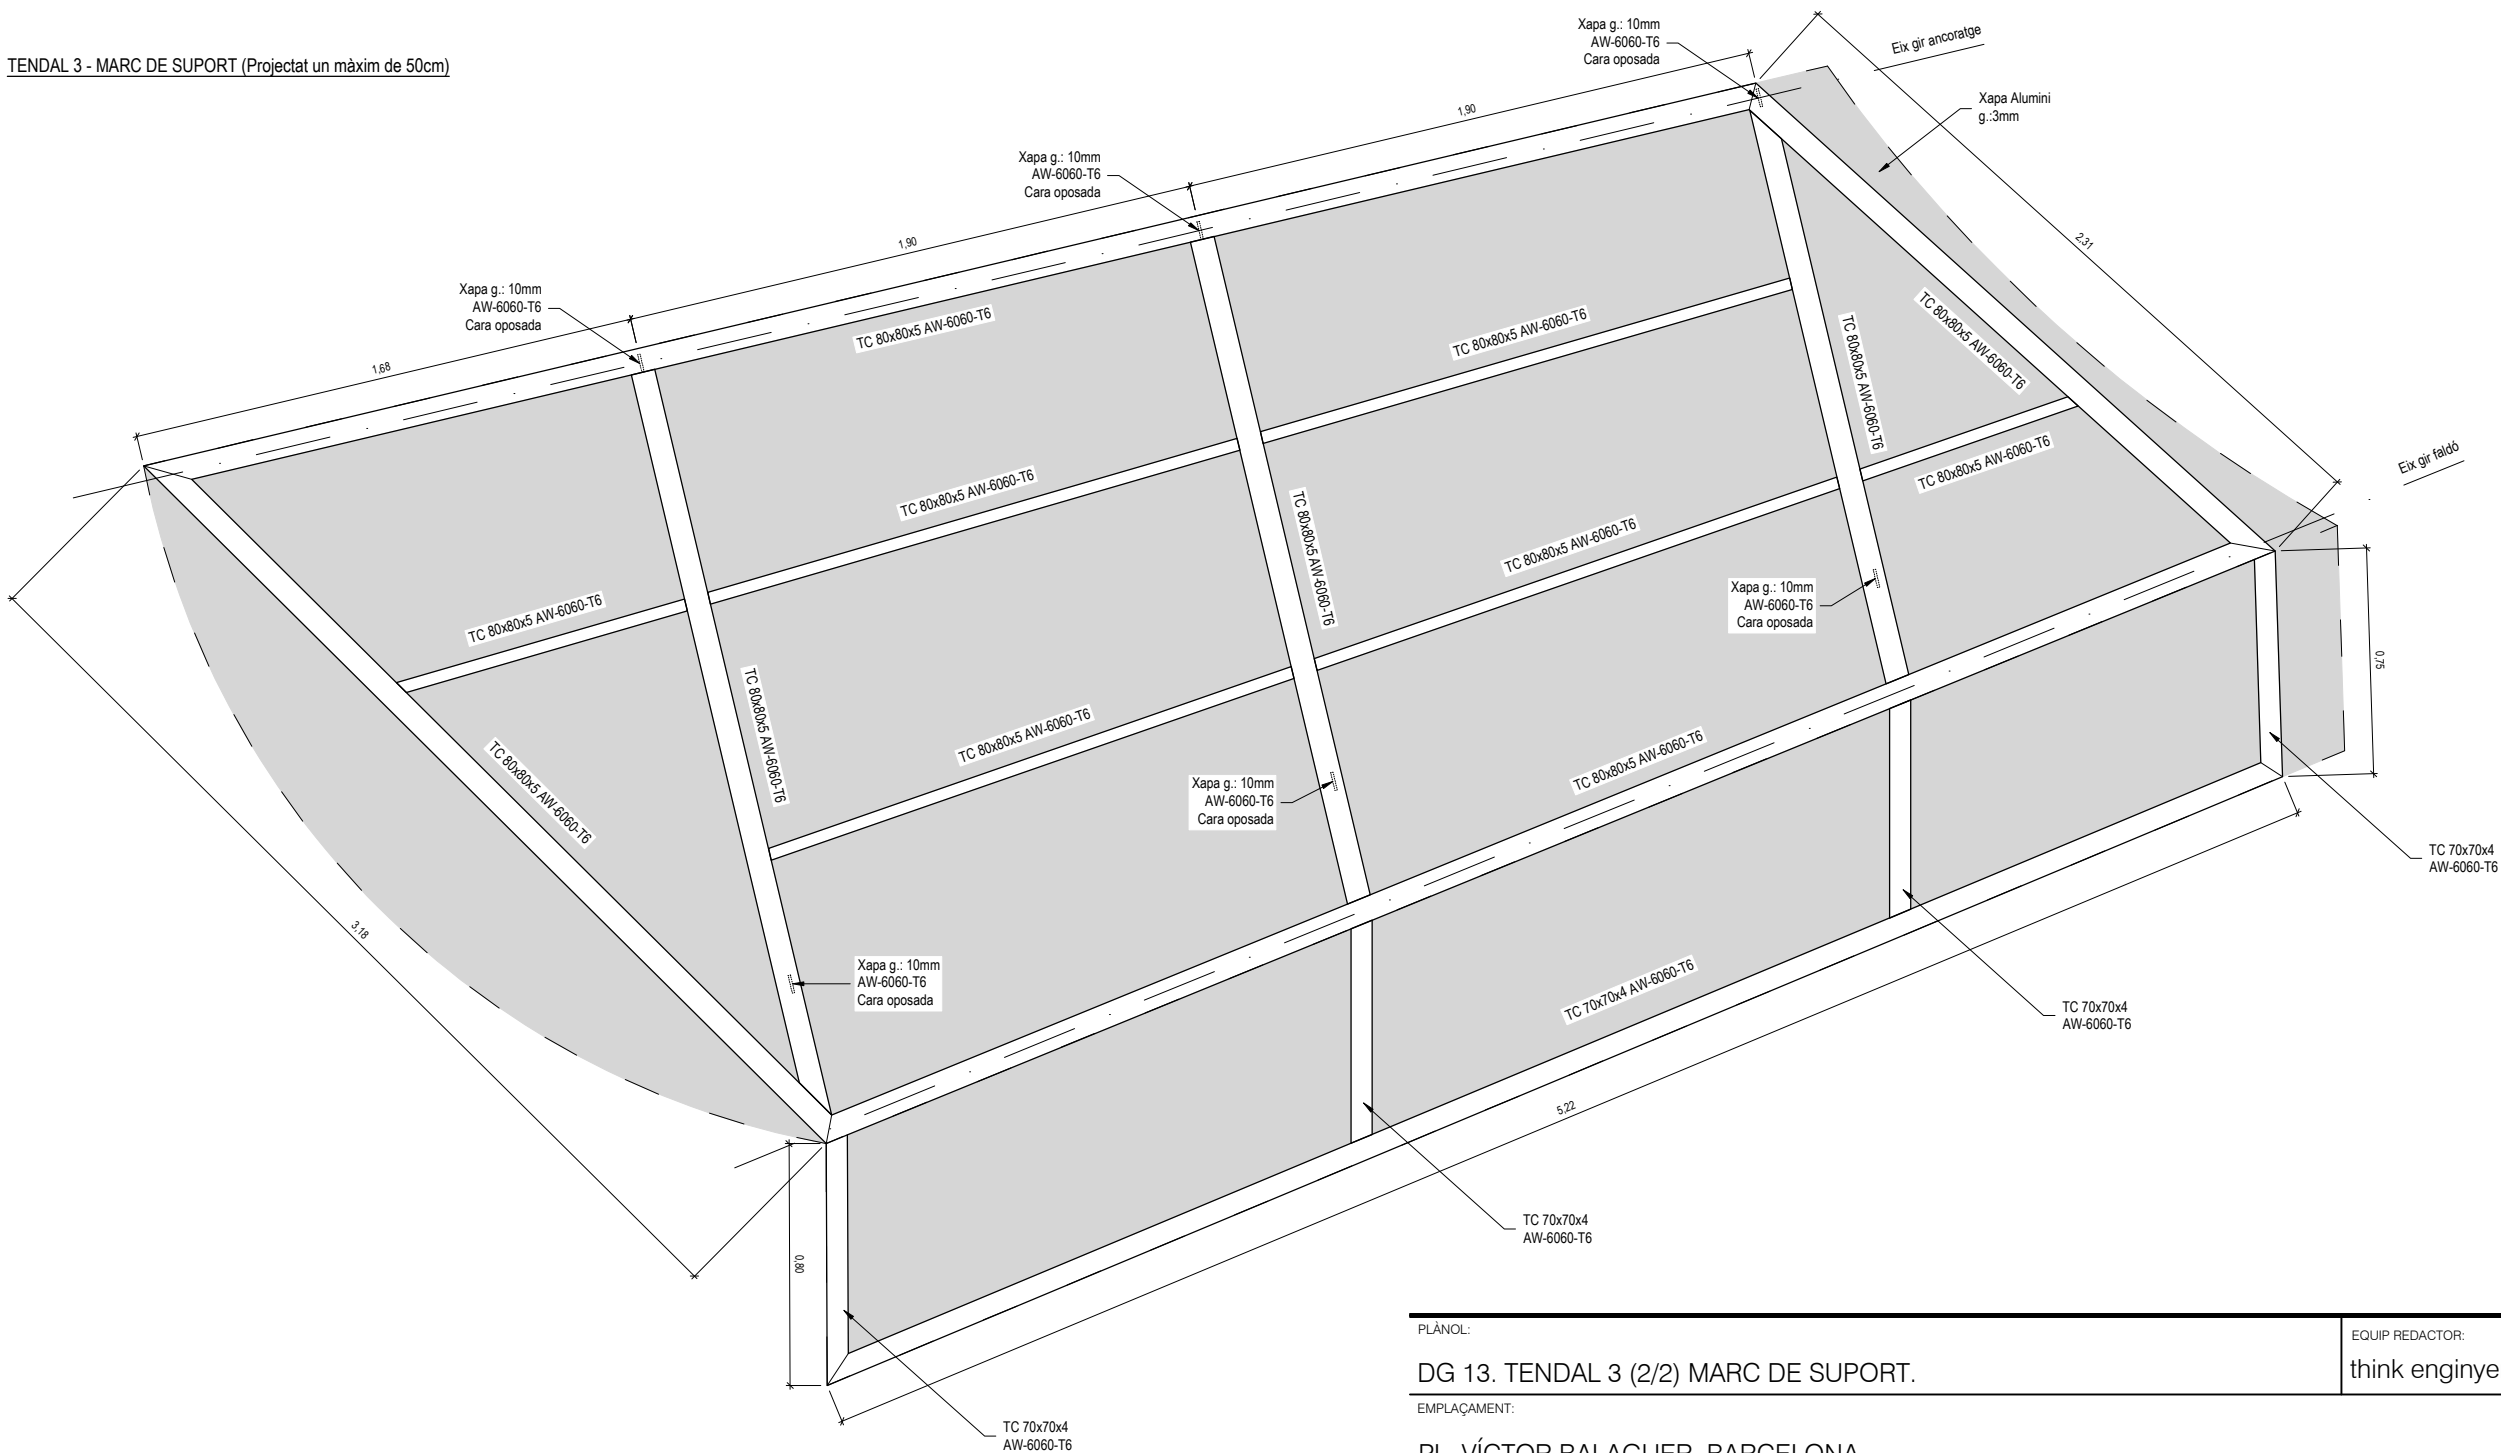 TENDAL 3 - MARC DE SUPORT (Projectat un màxim de 50cm)
Xapa g.: 10mm
AW-6060-T6
Cara oposada
Eix gir ancoratge
Xapa Alumini
g.:3mm
1,90
2,31
Xapa g.: 10mm
AW-6060-T6
Cara oposada
1,90
Xapa g.: 10mm
AW-6060-T6
Cara oposada
1,68
TC 80x80x5 AW-6060-T6
TC 80x80x5 AW-6060-T6
TC 80x80x5 AW-6060-T6
TC 80x80x5 AW-6060-T6
TC 80x80x5 AW-6060-T6
TC 80x80x5 AW-6060-T6
Eix gir faldó
TC 80x80x5 AW-6060-T6
TC 80x80x5 AW-6060-T6
TC 80x80x5 AW-6060-T6
Xapa g.: 10mm
AW-6060-T6
Cara oposada
0,75
TC 80x80x5 AW-6060-T6
TC 80x80x5 AW-6060-T6
TC 80x80x5 AW-6060-T6
TC 80x80x5 AW-6060-T6
TC 80x80x5 AW-6060-T6
Xapa g.: 10mm
AW-6060-T6
Cara oposada
TC 70x70x4
AW-6060-T6
3,18
Xapa g.: 10mm
AW-6060-T6
Cara oposada
TC 70x70x4 AW-6060-T6
TC 70x70x4
AW-6060-T6
5,22
TC 70x70x4
AW-6060-T6
0,80
TC 70x70x4
AW-6060-T6
PLÀNOL:
DG 13. TENDAL 3 (2/2) MARC DE SUPORT.
EQUIP REDACTOR:
think enginye
EMPLAÇAMENT:
PL. VÍCTOR BALAGUER, BARCELONA